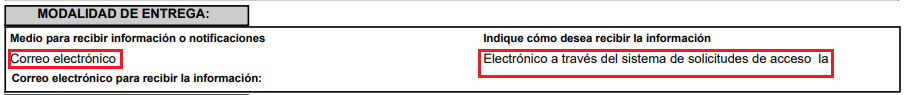 MODALIDAD DE ENTREGA:
Medio para recibir información o notificaciones
Correo electrónico
Correo electrónico para recibir la información:
Indique cómo desea recibir la información
Electrónico a través del sistema de solicitudes de acceso la